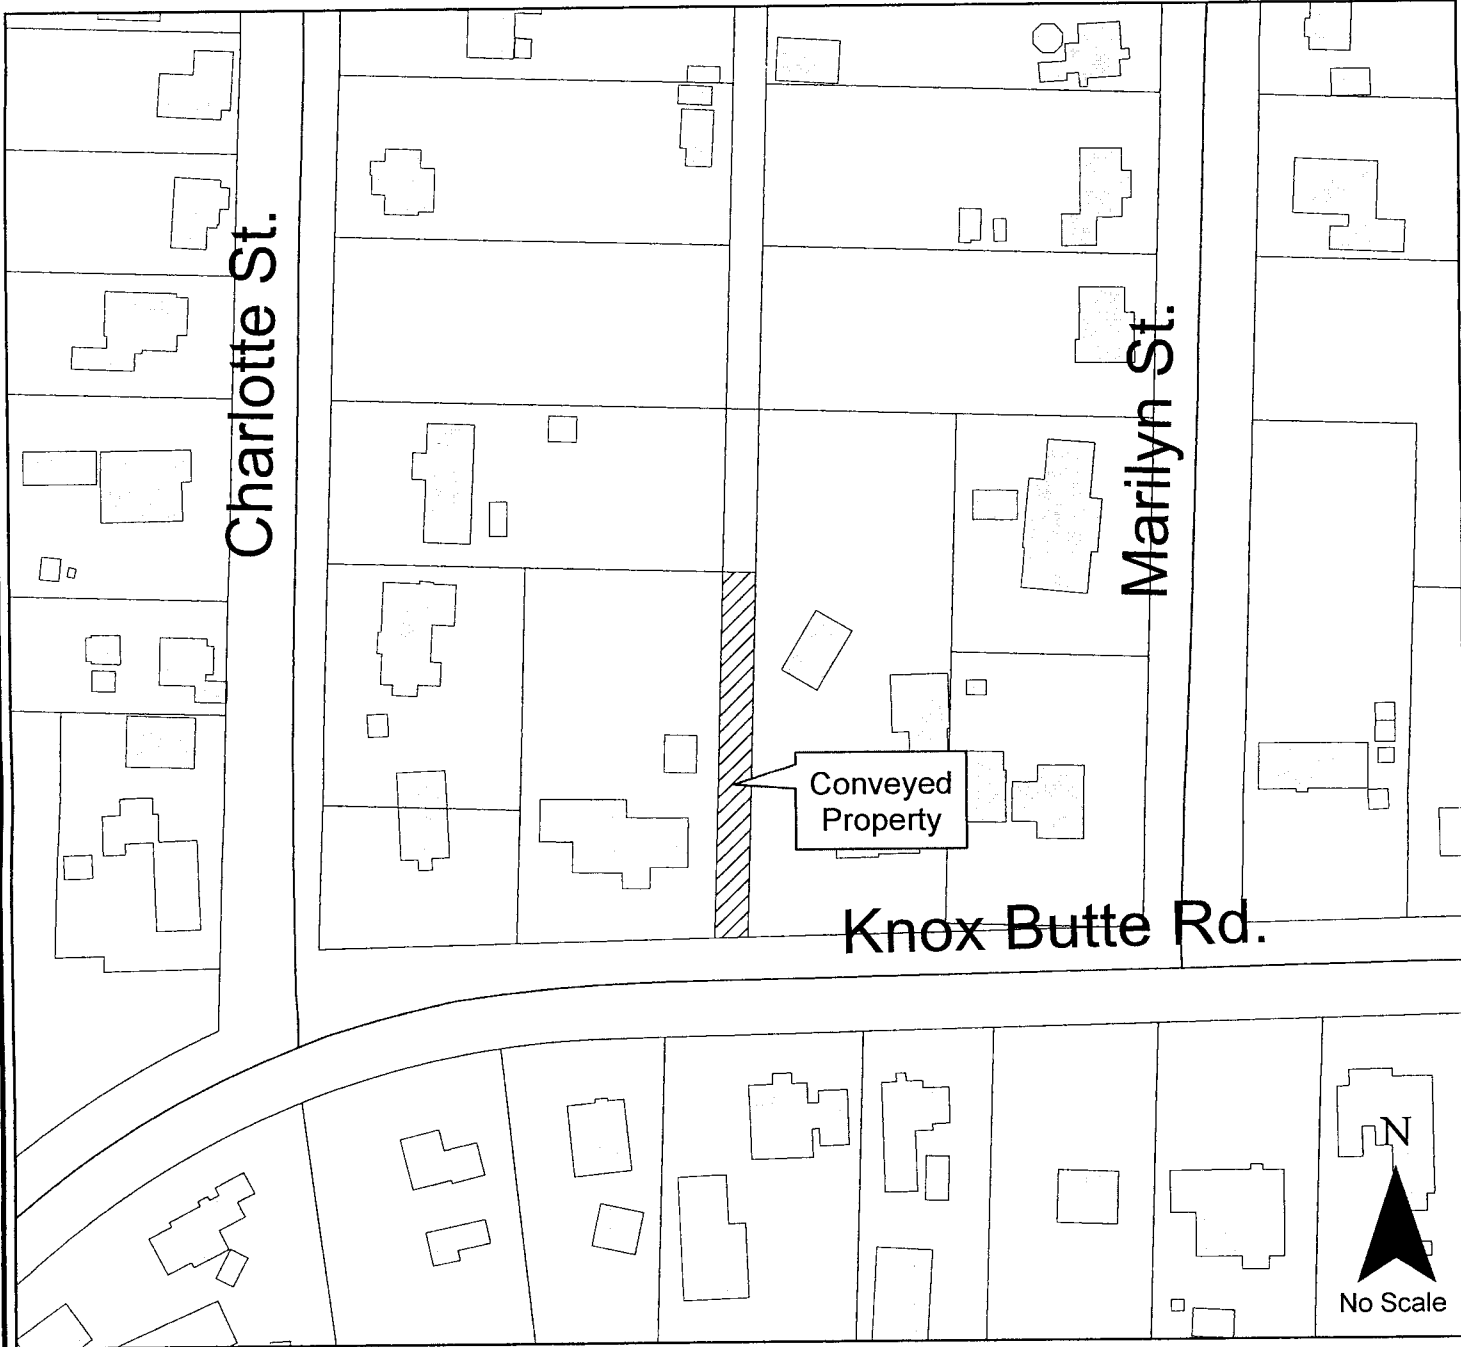 Charlotte St.
Marilyn St.
Conveyed
Property
Knox Butte Rd.
N
No Scale